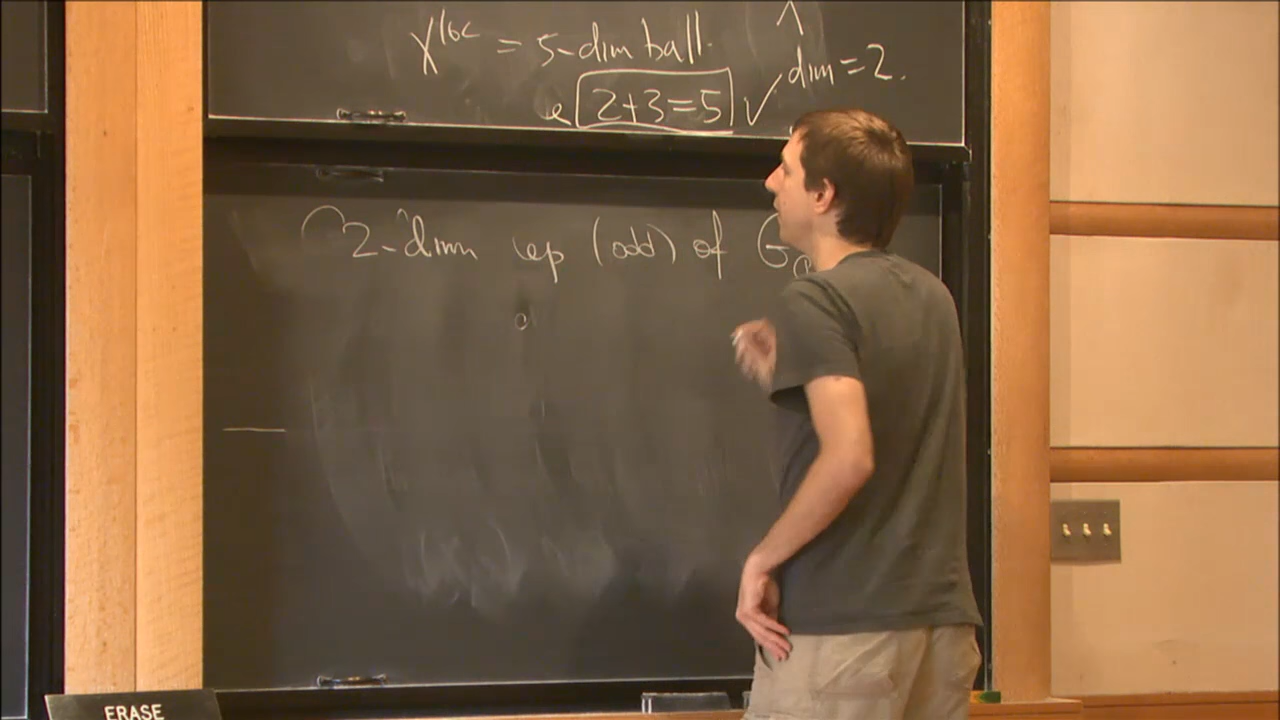 X^loc = 5-dim ball.
dim = 2.
2+3=5 ✓
2-dim rep (odd) of G
ERASE